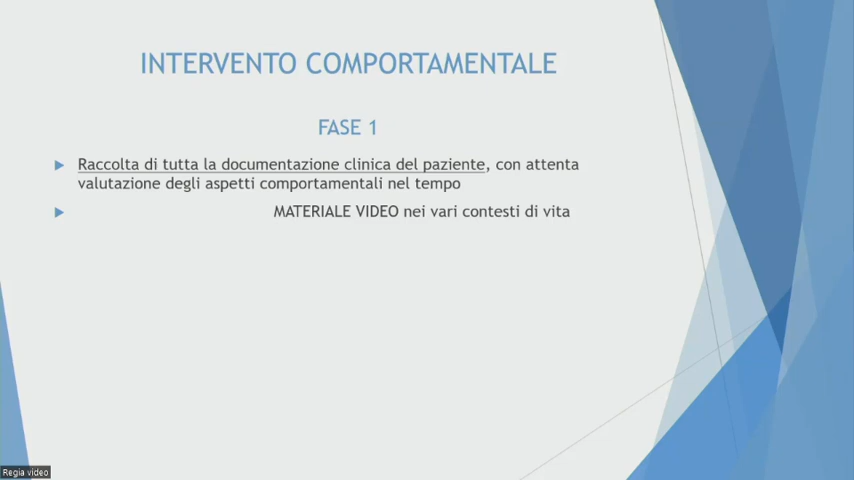 INTERVENTO COMPORTAMENTALE
FASE 1
Raccolta di tutta la documentazione clinica del paziente, con attenta
valutazione degli aspetti comportamentali nel tempo
MATERIALE VIDEO nei vari contesti di vita
Regia video